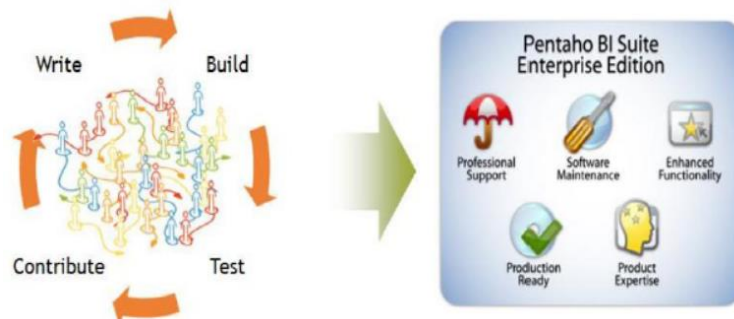 Write
Build
Contribute
Test
Pentaho BI Suite
Enterprise Edition
Professional
Support
Software
Maintenance
Enhanced
Functionality
Production
Ready
Product
Expertise